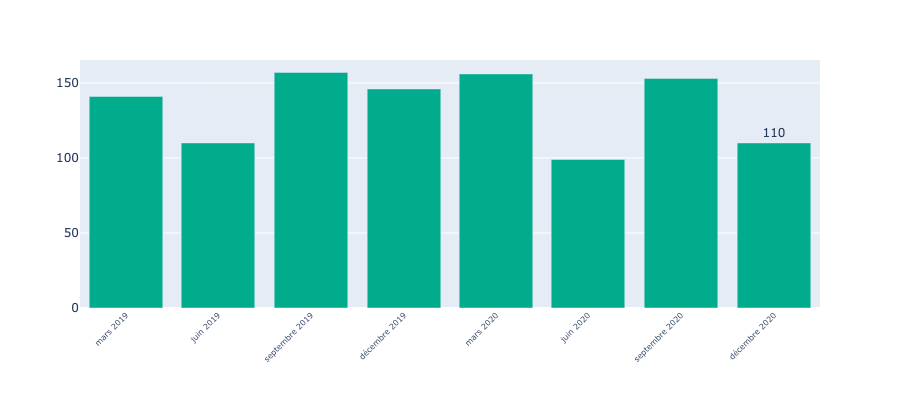 150
100
50
0
110
mars 2019
juin 2019
septembre 2019
décembre 2019
mars 2020
juin 2020
septembre 2020
décembre 2020